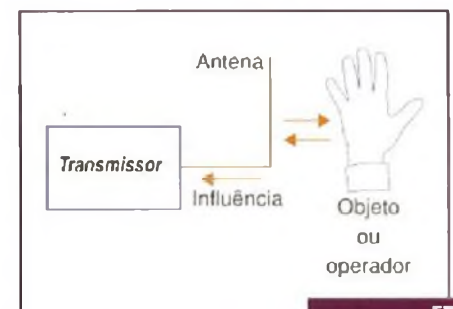 Antena
Transmissor
Influência
Objeto
ou
operador